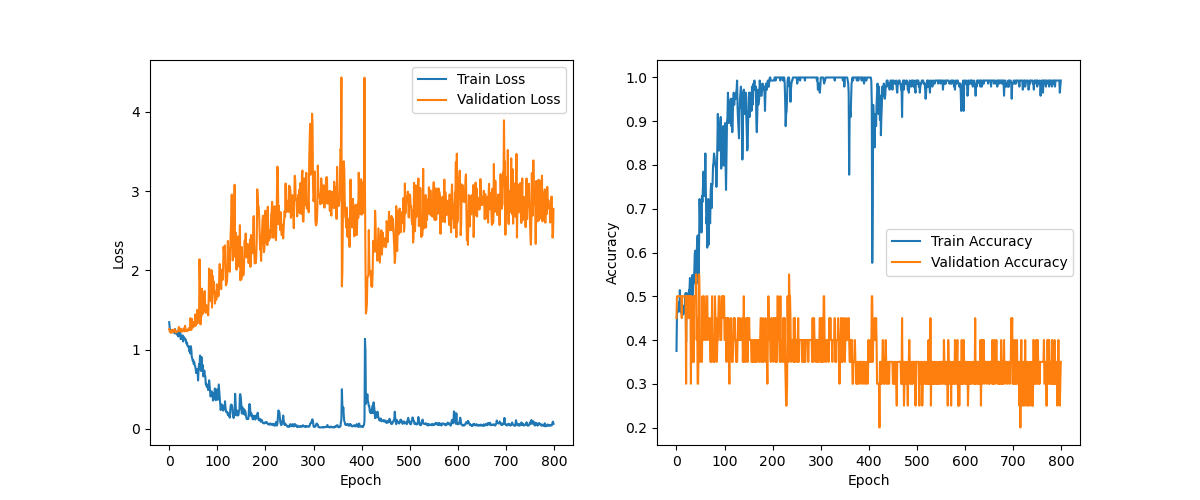 Train Loss
Validation Loss
4
3
2
1
0
Loss
0 100 200 300 400 500 600 700 800
Epoch
1.0
0.9
0.8
0.7
0.6
0.5
0.4
0.3
0.2
Accuracy
Train Accuracy
Validation Accuracy
0 100 200 300 400 500 600 700 800
Epoch